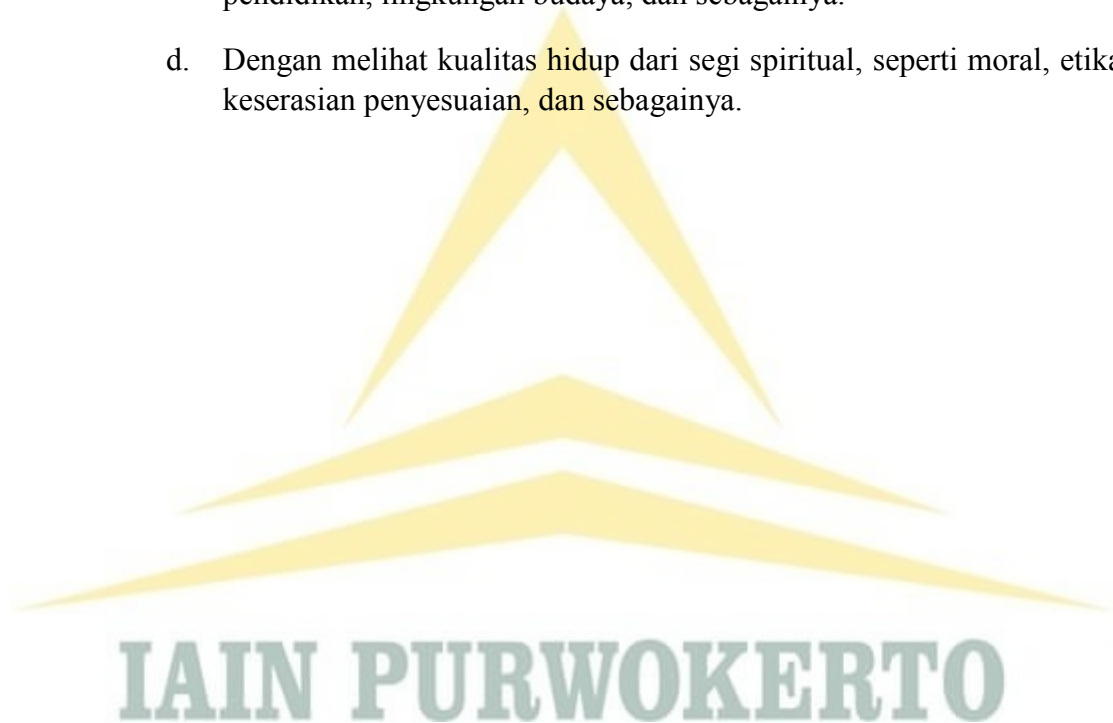 pendidikan, lingkungan budaya, dan sebagainya.
d. Dengan melihat kualitas hidup dari segi spiritual, seperti moral, etika
keserasian penyesuaian, dan sebagainya.
IAIN PURWOKERTO